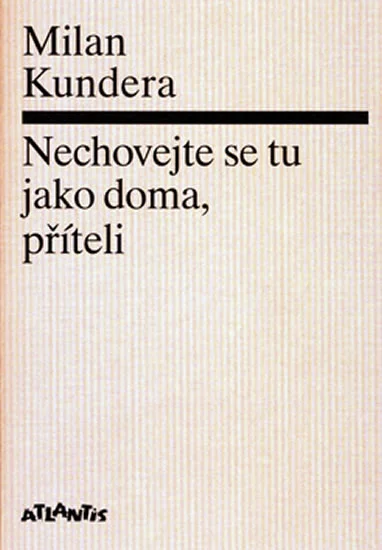 Milan
Kundera
Nechovejte se tu
jako doma,
příteli
ATLANTIS